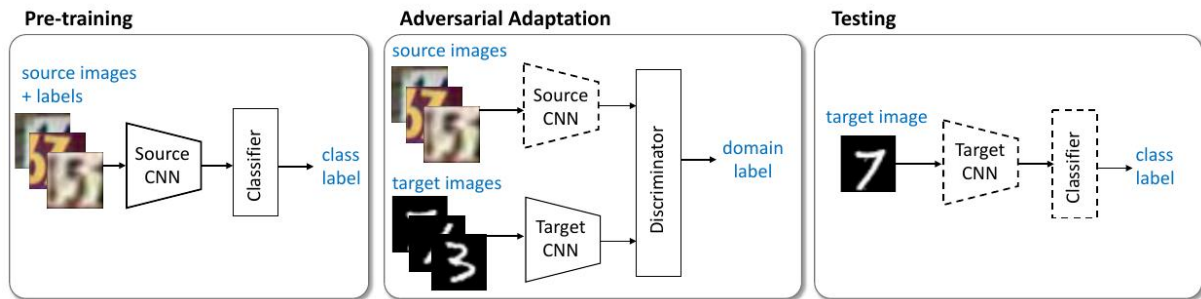 Pre-training
source images
+ labels
Source
CNN
Classifier
class
label
Adversarial Adaptation
source images
Source
CNN
target images
Target
CNN
Discriminator
domain
label
Testing
target image
7
Target
CNN
Classifier
class
label